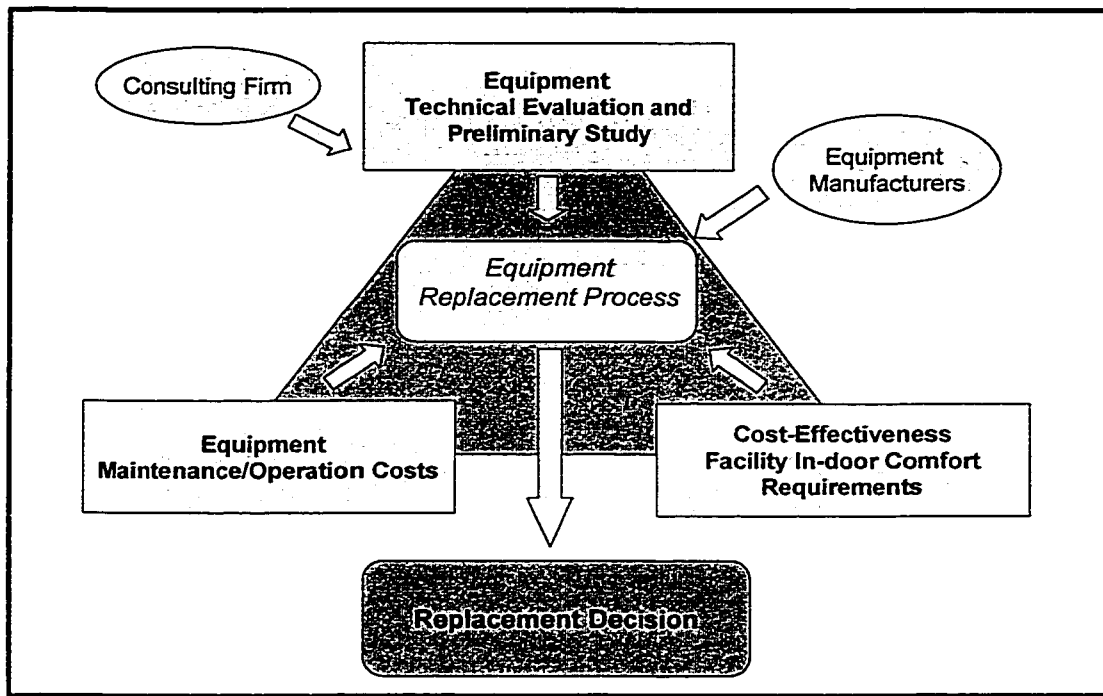 Consulting Firm
Equipment
Technical Evaluation and
Preliminary Study
Equipment
Manufacturers
Equipment
Replacement Process
Equipment
Maintenance/Operation Costs
Cost-Effectiveness
Facility In-door Comfort
Requirements
Replacement Decision